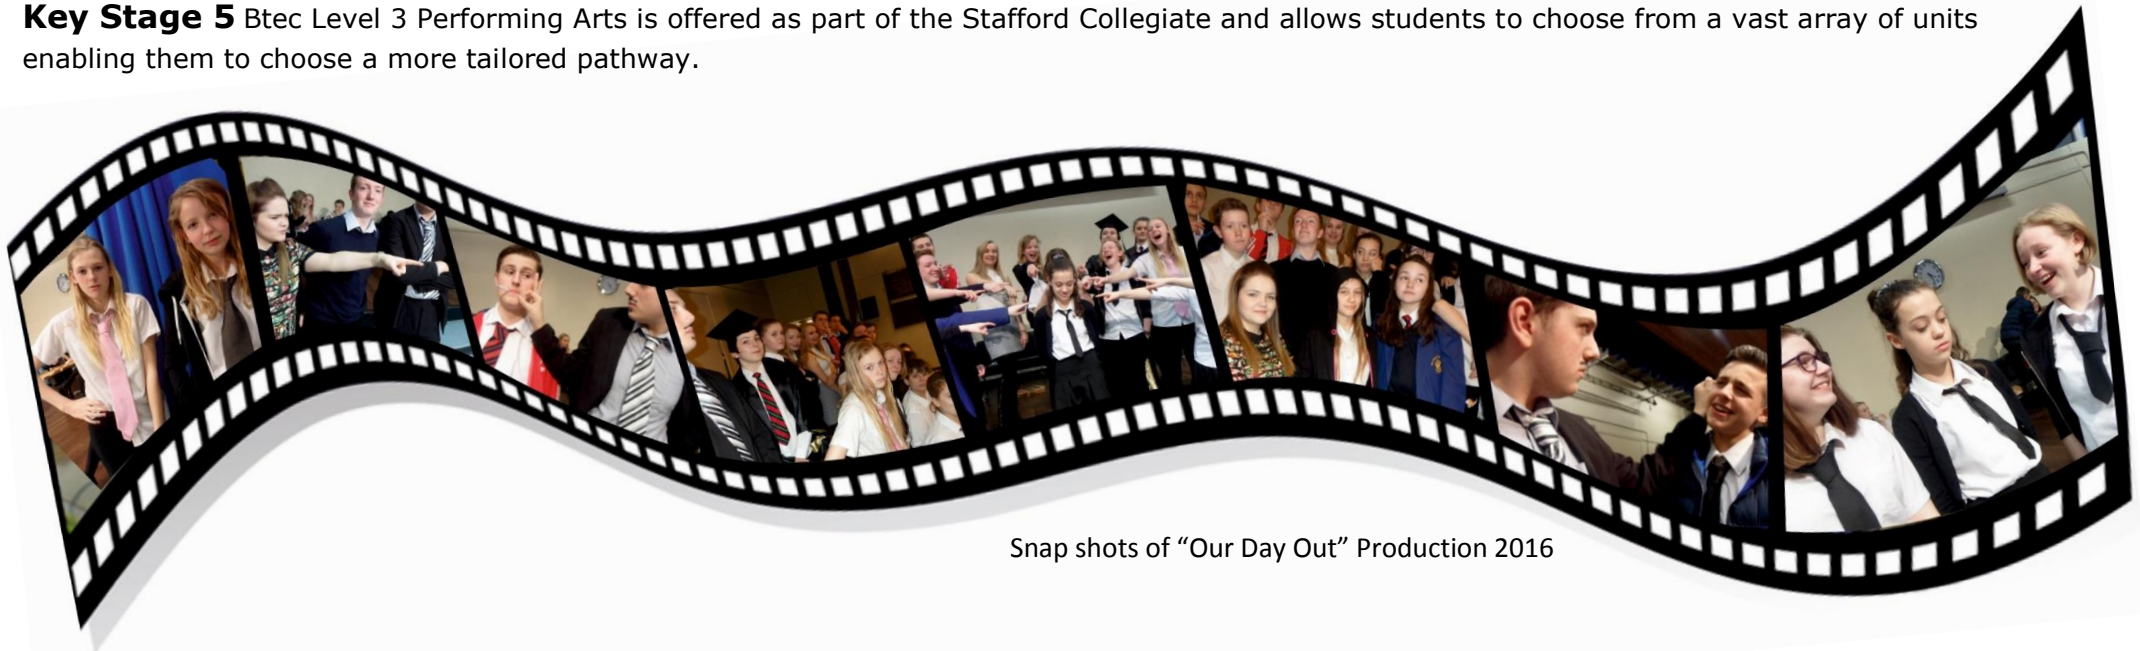 Key Stage 5 Btec Level 3 Performing Arts is offered as part of the Stafford Collegiate and allows students to choose from a vast array of units
enabling them to choose a more tailored pathway.
Snap shots of “Our Day Out” Production 2016